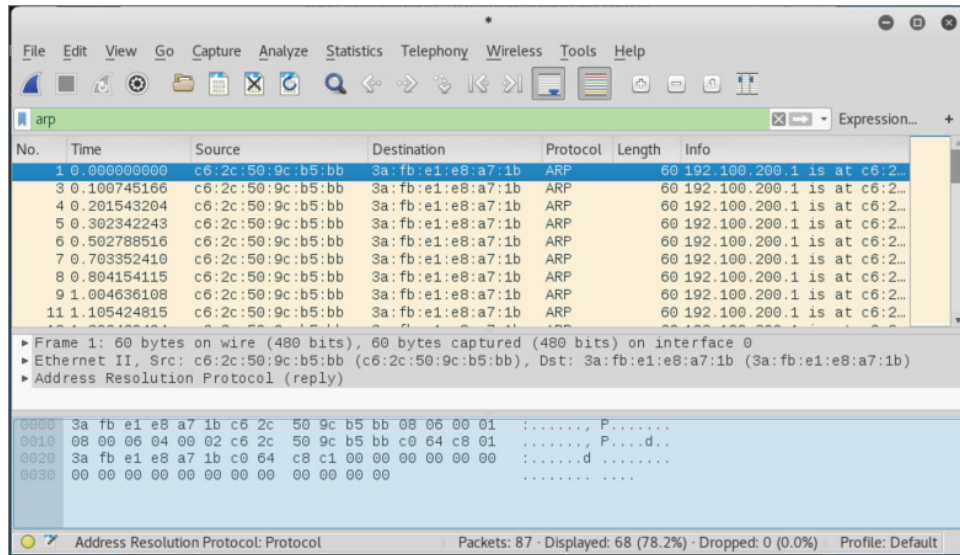 *
File Edit View Go Capture Analyze Statistics Telephony Wireless Tools Help
arp Expression... +
No. Time Source Destination Protocol Length Info
1 0.000000000 c6:2c:50:9c:b5:bb 3a:fb:e1:e8:a7:1b ARP 60 192.100.200.1 is at c6:2…
3 0.100745166 c6:2c:50:9c:b5:bb 3a:fb:e1:e8:a7:1b ARP 60 192.100.200.1 is at c6:2…
4 0.201543204 c6:2c:50:9c:b5:bb 3a:fb:e1:e8:a7:1b ARP 60 192.100.200.1 is at c6:2…
5 0.302342243 c6:2c:50:9c:b5:bb 3a:fb:e1:e8:a7:1b ARP 60 192.100.200.1 is at c6:2…
6 0.502788516 c6:2c:50:9c:b5:bb 3a:fb:e1:e8:a7:1b ARP 60 192.100.200.1 is at c6:2…
7 0.703352410 c6:2c:50:9c:b5:bb 3a:fb:e1:e8:a7:1b ARP 60 192.100.200.1 is at c6:2…
8 0.804154115 c6:2c:50:9c:b5:bb 3a:fb:e1:e8:a7:1b ARP 60 192.100.200.1 is at c6:2…
9 1.004636108 c6:2c:50:9c:b5:bb 3a:fb:e1:e8:a7:1b ARP 60 192.100.200.1 is at c6:2…
11 1.105424815 c6:2c:50:9c:b5:bb 3a:fb:e1:e8:a7:1b ARP 60 192.100.200.1 is at c6:2…
Frame 1: 60 bytes on wire (480 bits), 60 bytes captured (480 bits) on interface 0
Ethernet II, Src: c6:2c:50:9c:b5:bb (c6:2c:50:9c:b5:bb), Dst: 3a:fb:e1:e8:a7:1b (3a:fb:e1:e8:a7:1b)
Address Resolution Protocol (reply)
0000 3a fb e1 e8 a7 1b c6 2c 50 9c b5 bb 08 06 00 01 :......, P.......
0010 08 00 06 04 00 02 c6 2c 50 9c b5 bb c0 64 c8 01 ......., P....d..
0020 3a fb e1 e8 a7 1b c0 64 c8 c1 00 00 00 00 00 00 :......d ........
0030 00 00 00 00 00 00 00 00 00 00 00 00 ........ ....
Address Resolution Protocol: Protocol Packets: 87 · Displayed: 68 (78.2%) · Dropped: 0 (0.0%) Profile: Default